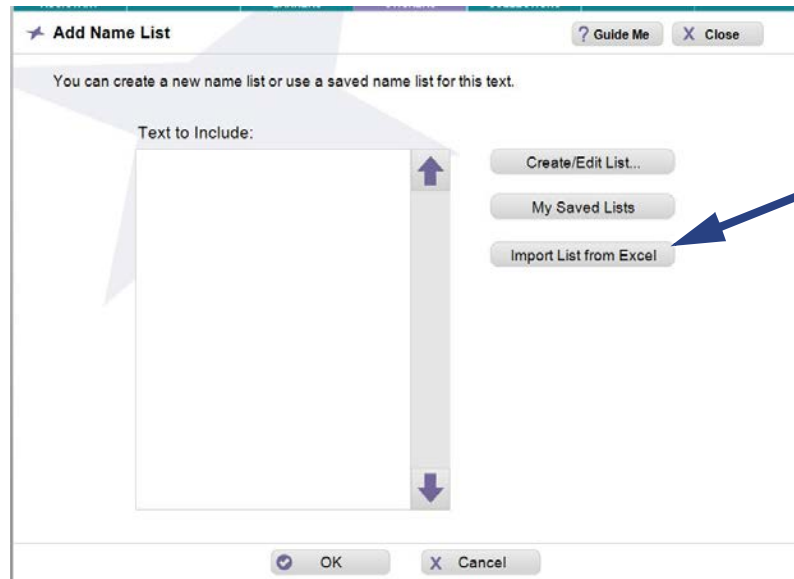 Add Name List
? Guide Me
X Close
You can create a new name list or use a saved name list for this text.
Text to Include:
Create/Edit List...
My Saved Lists
Import List from Excel
OK
X Cancel